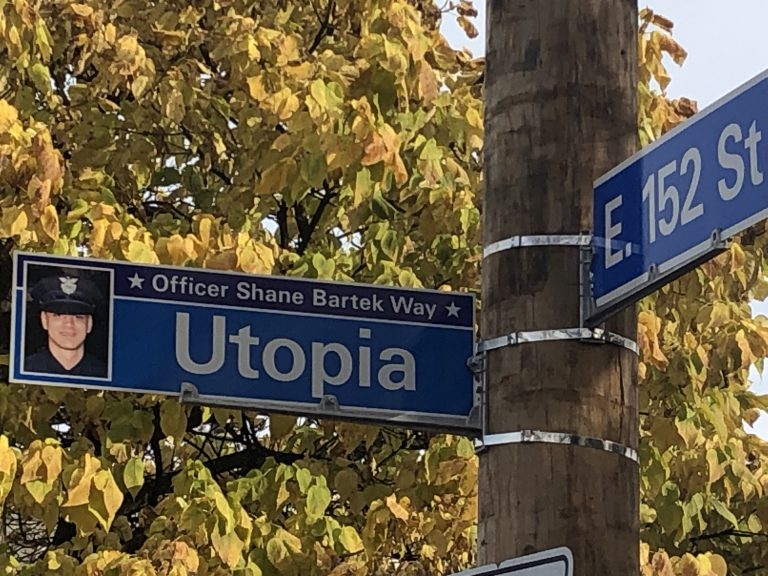 ★ Officer Shane Bartek Way ★
Utopia
E. 152 St